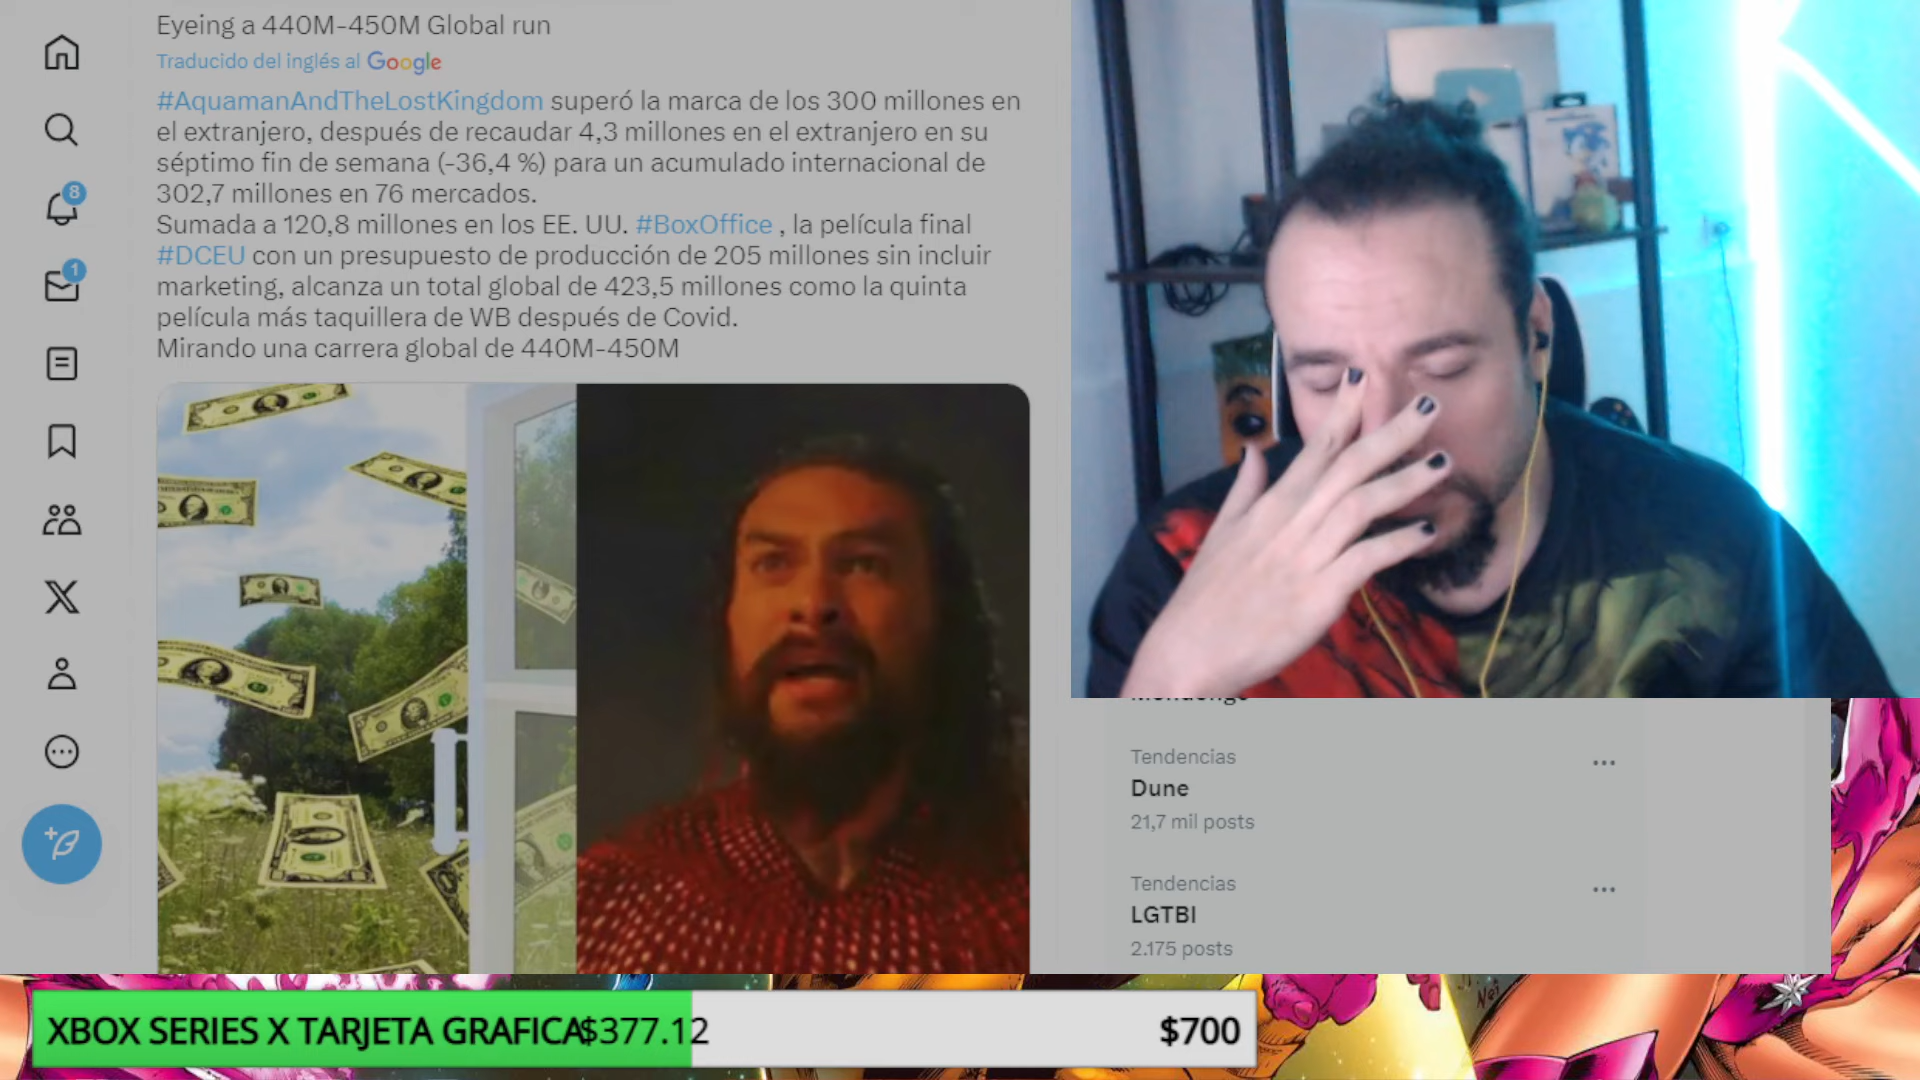 Eyeing a 440M-450M Global run
Traducido del inglés al Google
#AquamanAndTheLostKingdom superó la marca de los 300 millones en
el extranjero, después de recaudar 4,3 millones en el extranjero en su
séptimo fin de semana (-36,4 %) para un acumulado internacional de
302,7 millones en 76 mercados.
Sumada a 120,8 millones en los EE. UU. #BoxOffice , la película final
#DCEU con un presupuesto de producción de 205 millones sin incluir
marketing, alcanza un total global de 423,5 millones como la quinta
película más taquillera de WB después de Covid.
Mirando una carrera global de 440M-450M
8
1
Tendencias
Dune
21,7 mil posts
Tendencias
LGTBI
2.175 posts
XBOX SERIES X TARJETA GRAFICA $377.12
$700